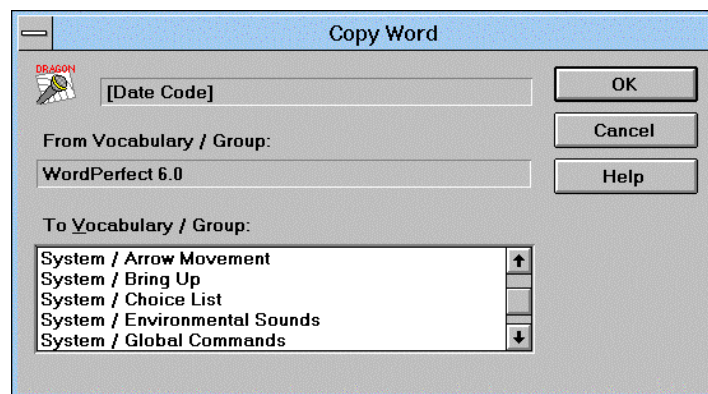 Copy Word
DRAGON
[Date Code]
OK
From Vocabulary / Group:
Cancel
WordPerfect 6.0
Help
To Vocabulary / Group:
System / Arrow Movement
System / Bring Up
System / Choice List
System / Environmental Sounds
System / Global Commands